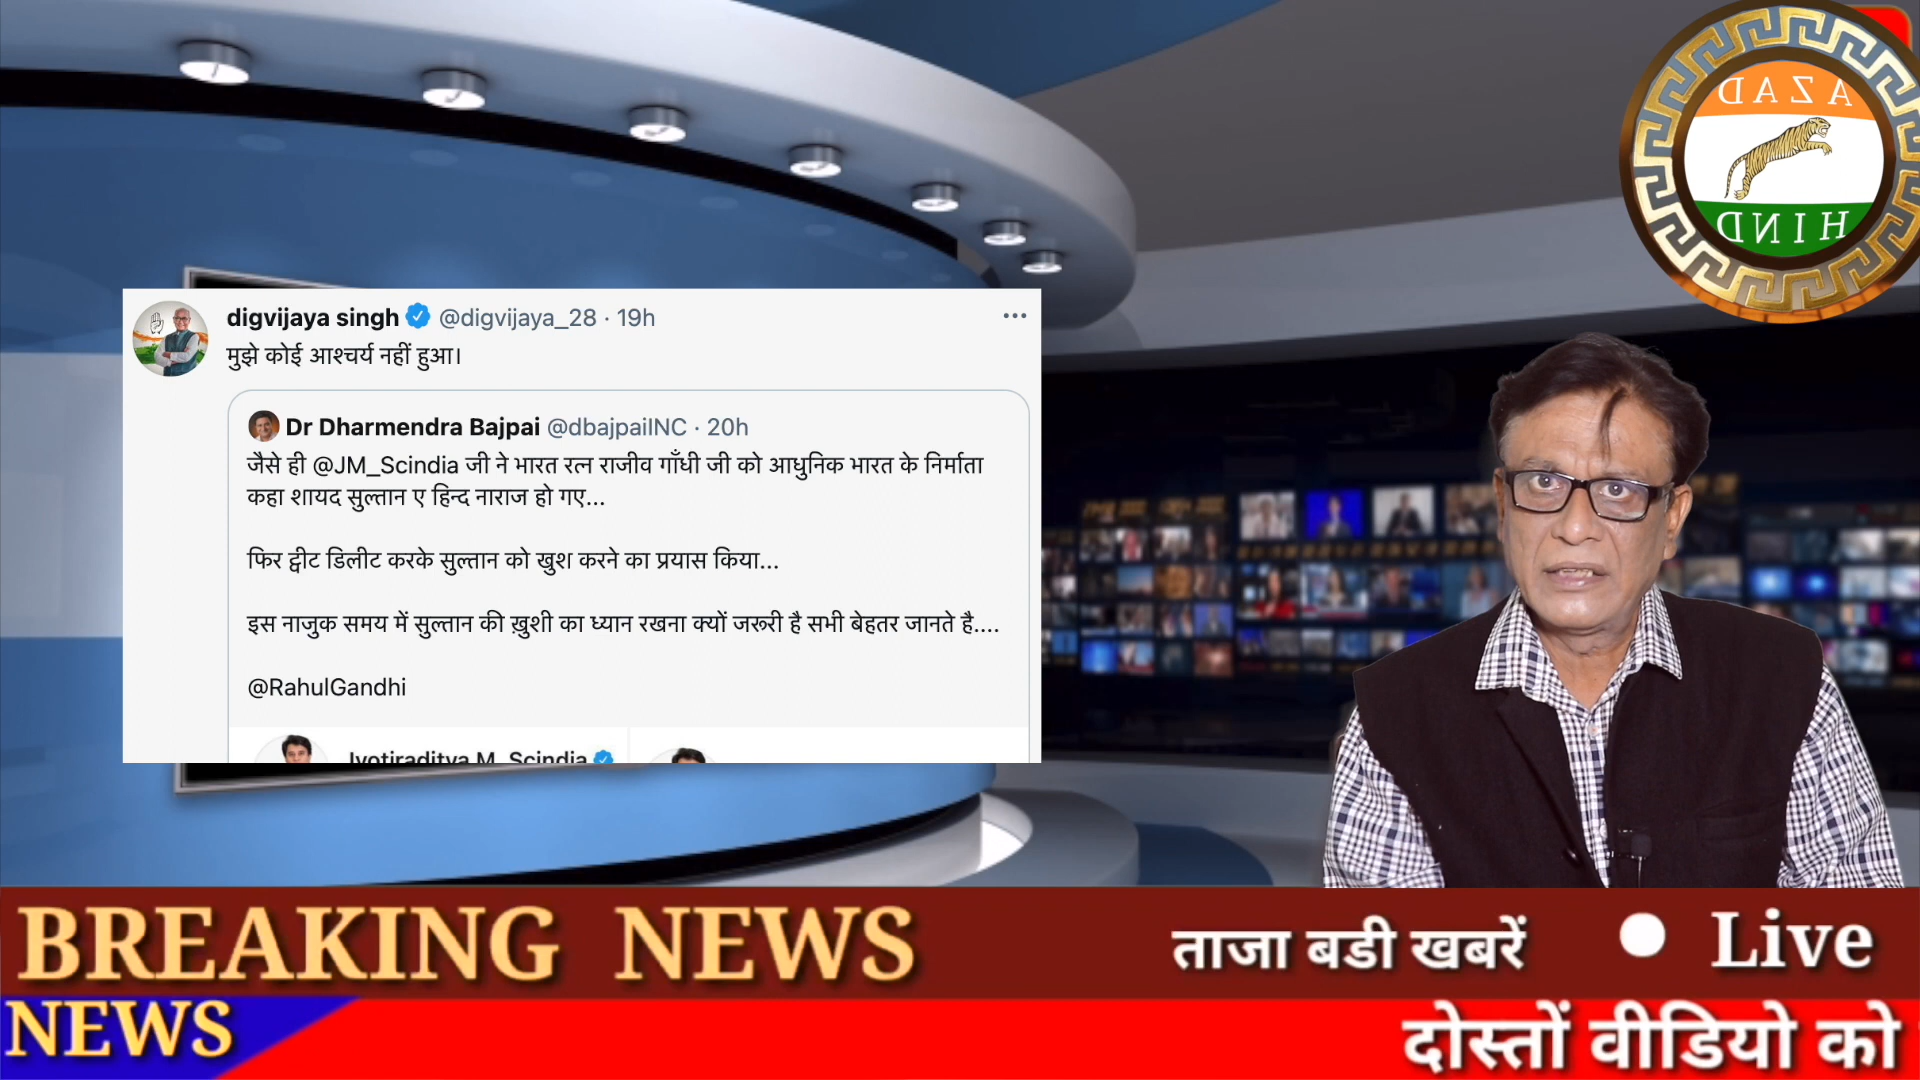 AZAD
HIND
digvijaya singh @digvijaya_28 · 19h
मुझे कोई आश्चर्य नहीं हुआ।
Dr Dharmendra Bajpai @dbajpaiINC · 20h
जैसे ही @JM_Scindia जी ने भारत रत्न राजीव गाँधी जी को आधुनिक भारत के निर्माता
कहा शायद सुल्तान ए हिन्द नाराज हो गए...
फिर ट्वीट डिलीट करके सुल्तान को खुश करने का प्रयास किया...
इस नाजुक समय में सुल्तान की ख़ुशी का ध्यान रखना क्यों जरूरी है सभी बेहतर जानते है....
@RahulGandhi
Jyotiraditya M. Scindia
BREAKING NEWS
ताजा बडी खबरें
Live
NEWS
दोस्तों वीडियो को